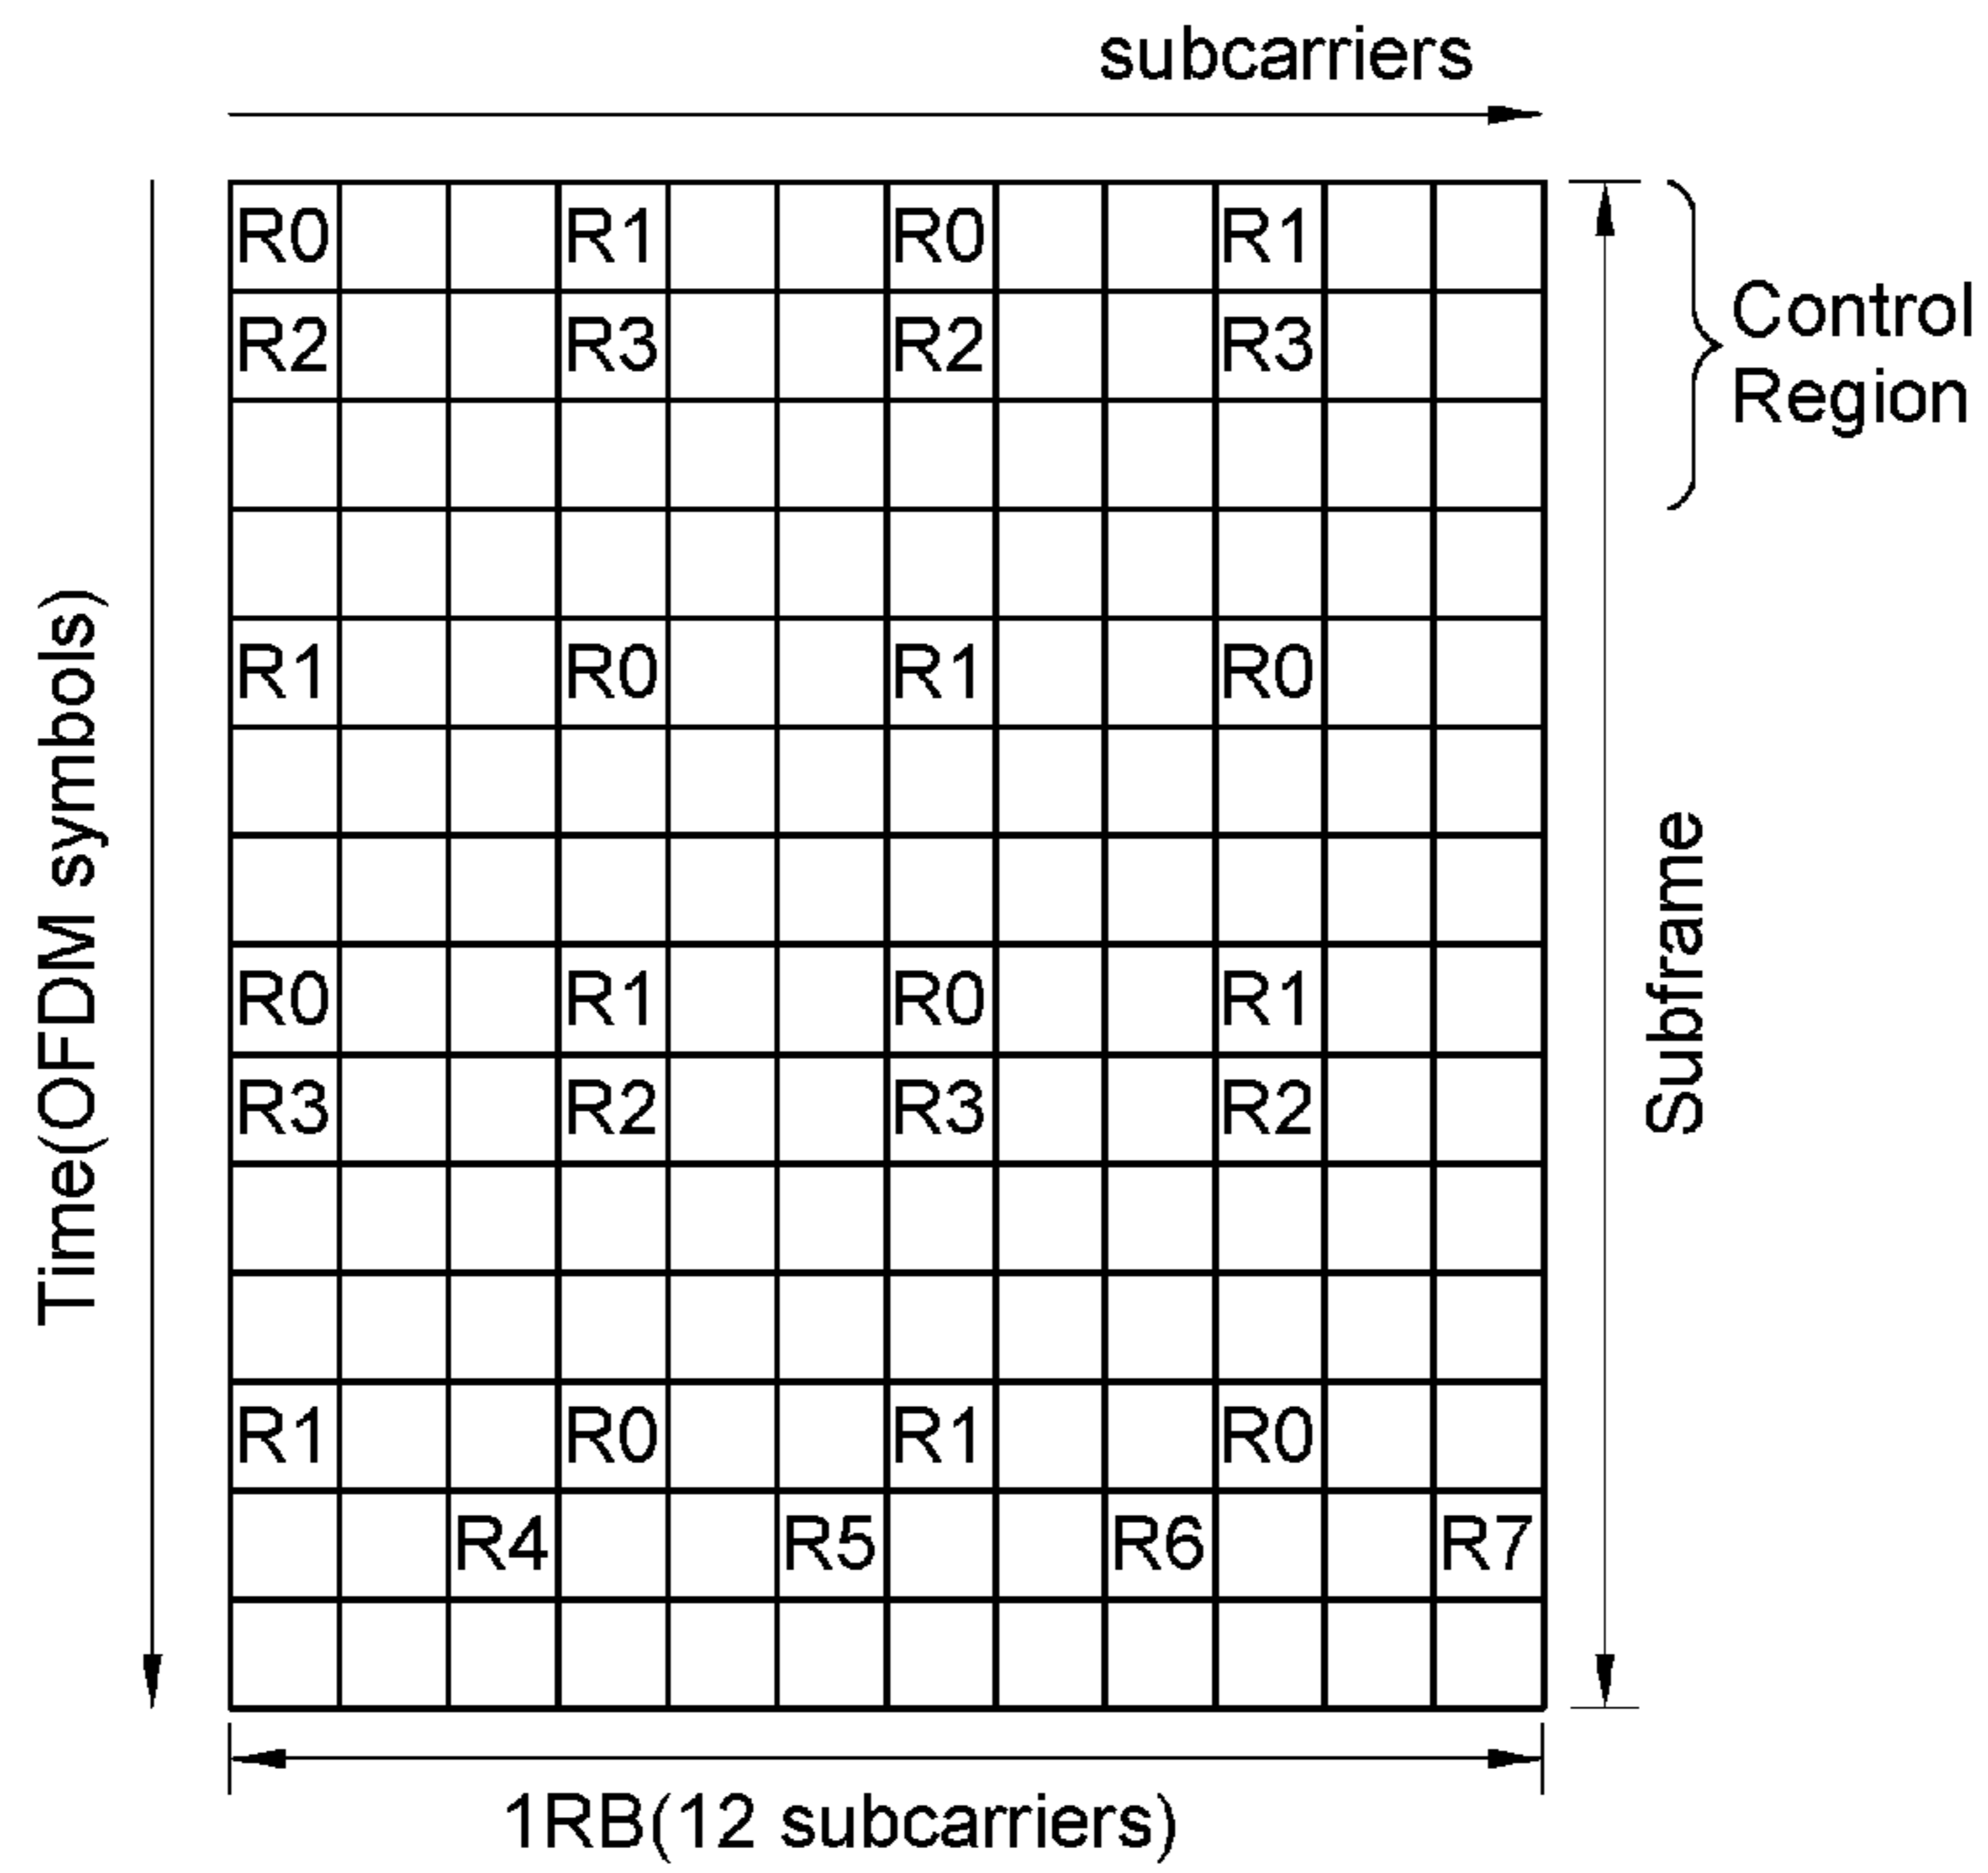 subcarriers
R0 R1 R0 R1
R2 R3 R2 R3
Control
Region
R1 R0 R1 R0
Time(OFDM symbols)
Subframe
R0 R1 R0 R1
R3 R2 R3 R2
R1 R0 R1 R0
R4 R5 R6 R7
1RB(12 subcarriers)